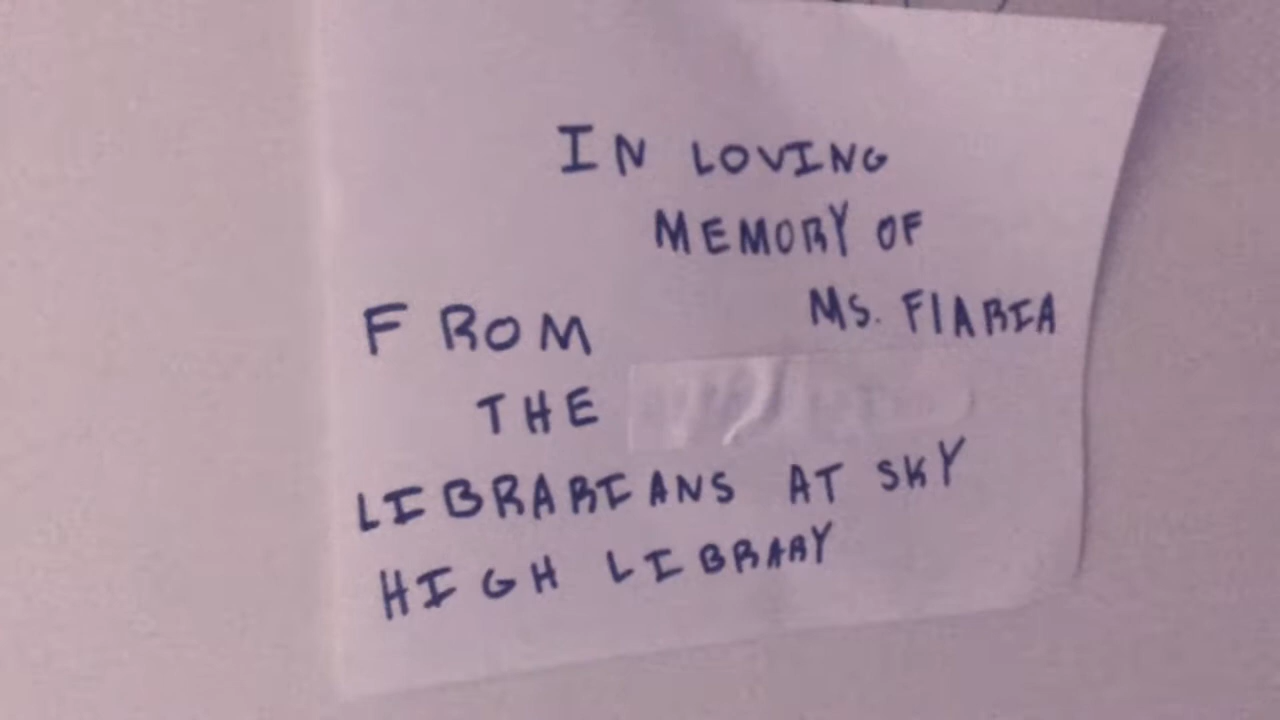 IN LOVING
MEMORY OF
MS. FIARIA
FROM
THE
LIBRARIANS AT SKY
HIGH LIBRARY